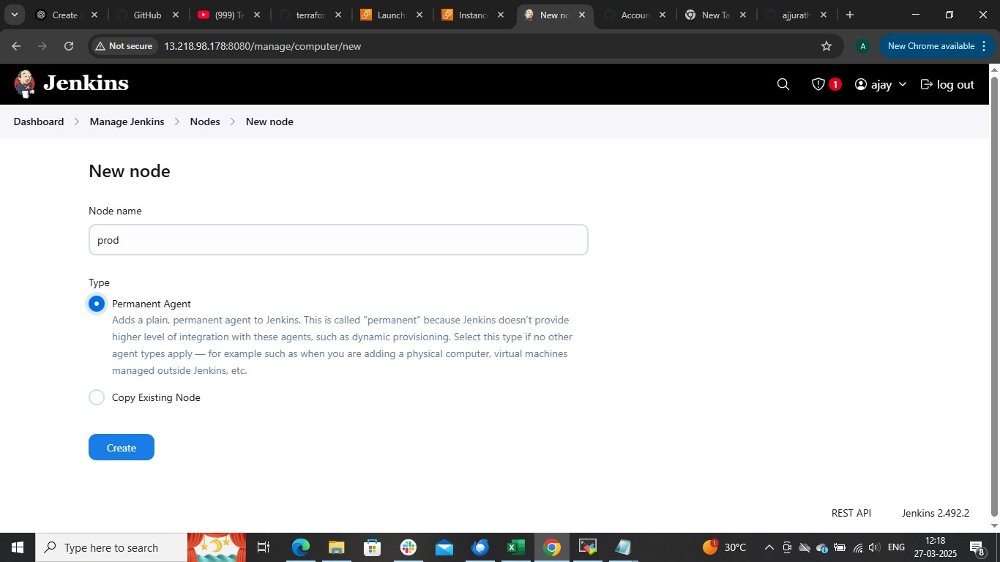 Create
GitHub
(999) Te
terrafor
Launch
Instanc
New no
Accoun
New Ta
ajjurath
Not secure
13.218.98.178:8080/manage/computer/new
A
New Chrome available
Jenkins
1
ajay
log out
Dashboard
Manage Jenkins
Nodes
New node
New node
Node name
prod
Type
Permanent Agent
Adds a plain, permanent agent to Jenkins. This is called "permanent" because Jenkins doesn’t provide
higher level of integration with these agents, such as dynamic provisioning. Select this type if no other
agent types apply — for example such as when you are adding a physical computer, virtual machines
managed outside Jenkins, etc.
Copy Existing Node
Create
REST API
Jenkins 2.492.2
Type here to search
1
30°C
ENG
12:18
27-03-2025
8